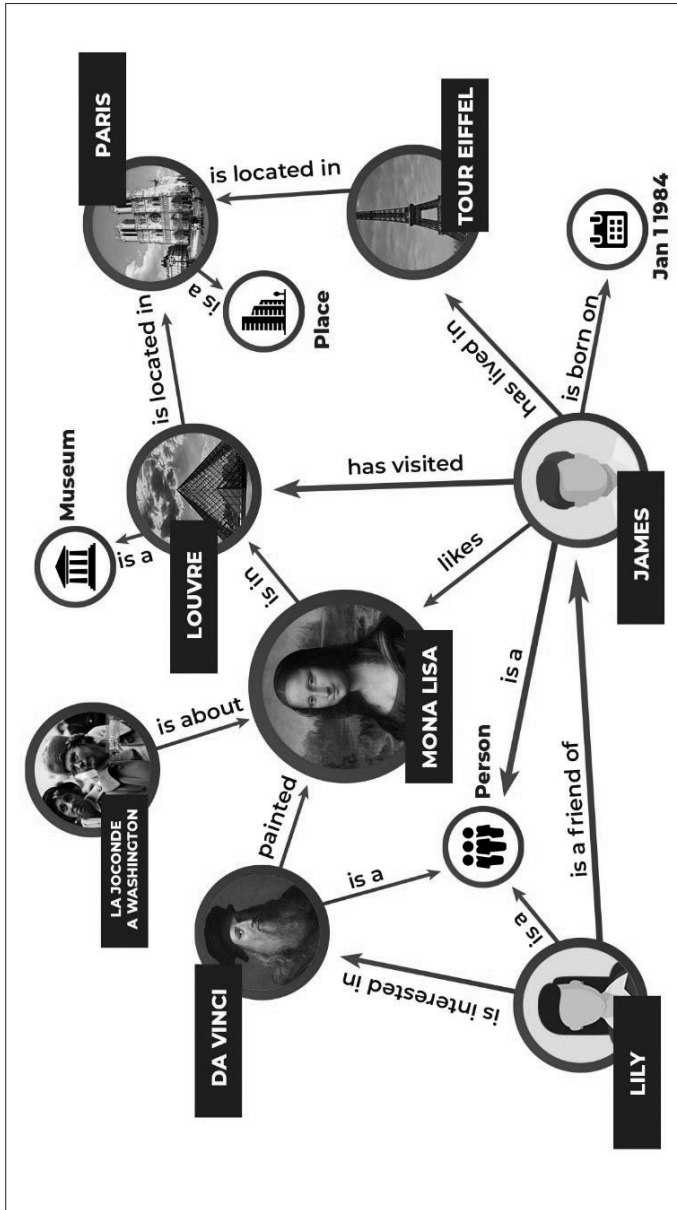 LA JOCONDE
A WASHINGTON
is about
is a
Museum
LOUVRE
is located in
PARIS
is a
Place
is located in
TOUR EIFFEL
DA VINCI
painted
MONA LISA
is in
has visited
likes
is a
Person
is interested in
is a
is a
LILY
is a friend of
JAMES
has lived in
is born on
Jan 1 1984